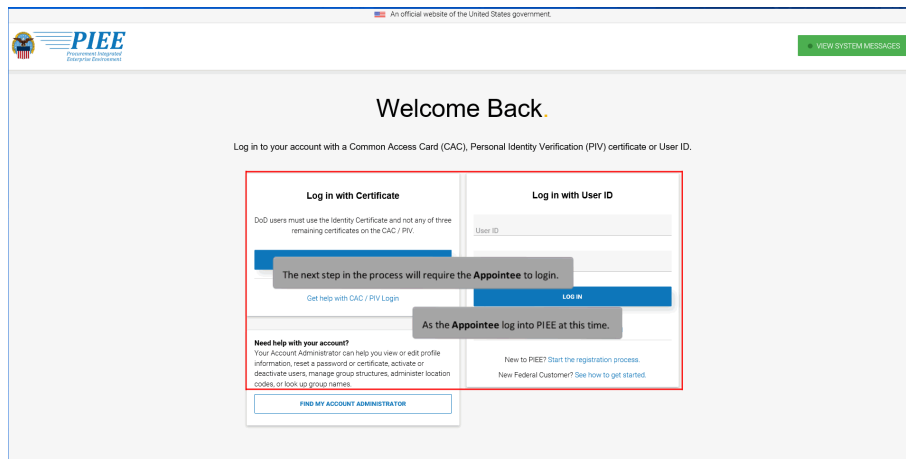 An official website of the United States government.
PIEE
Procurement Integrated
Enterprise Environment
VIEW SYSTEM MESSAGES
Welcome Back.
Log in to your account with a Common Access Card (CAC), Personal Identity Verification (PIV) certificate or User ID.
Log in with Certificate
DoD users must use the Identity Certificate and not any of three
remaining certificates on the CAC / PIV.
Get help with CAC / PIV Login
Log in with User ID
User ID
LOG IN
The next step in the process will require the Appointee to login.
As the Appointee log into PIEE at this time.
Need help with your account?
Your Account Administrator can help you view or edit profile
information, reset a password or certificate, activate or
deactivate users, manage group structures, administer location
codes, or look up group names.
FIND MY ACCOUNT ADMINISTRATOR
New to PIEE? Start the registration process.
New Federal Customer? See how to get started.